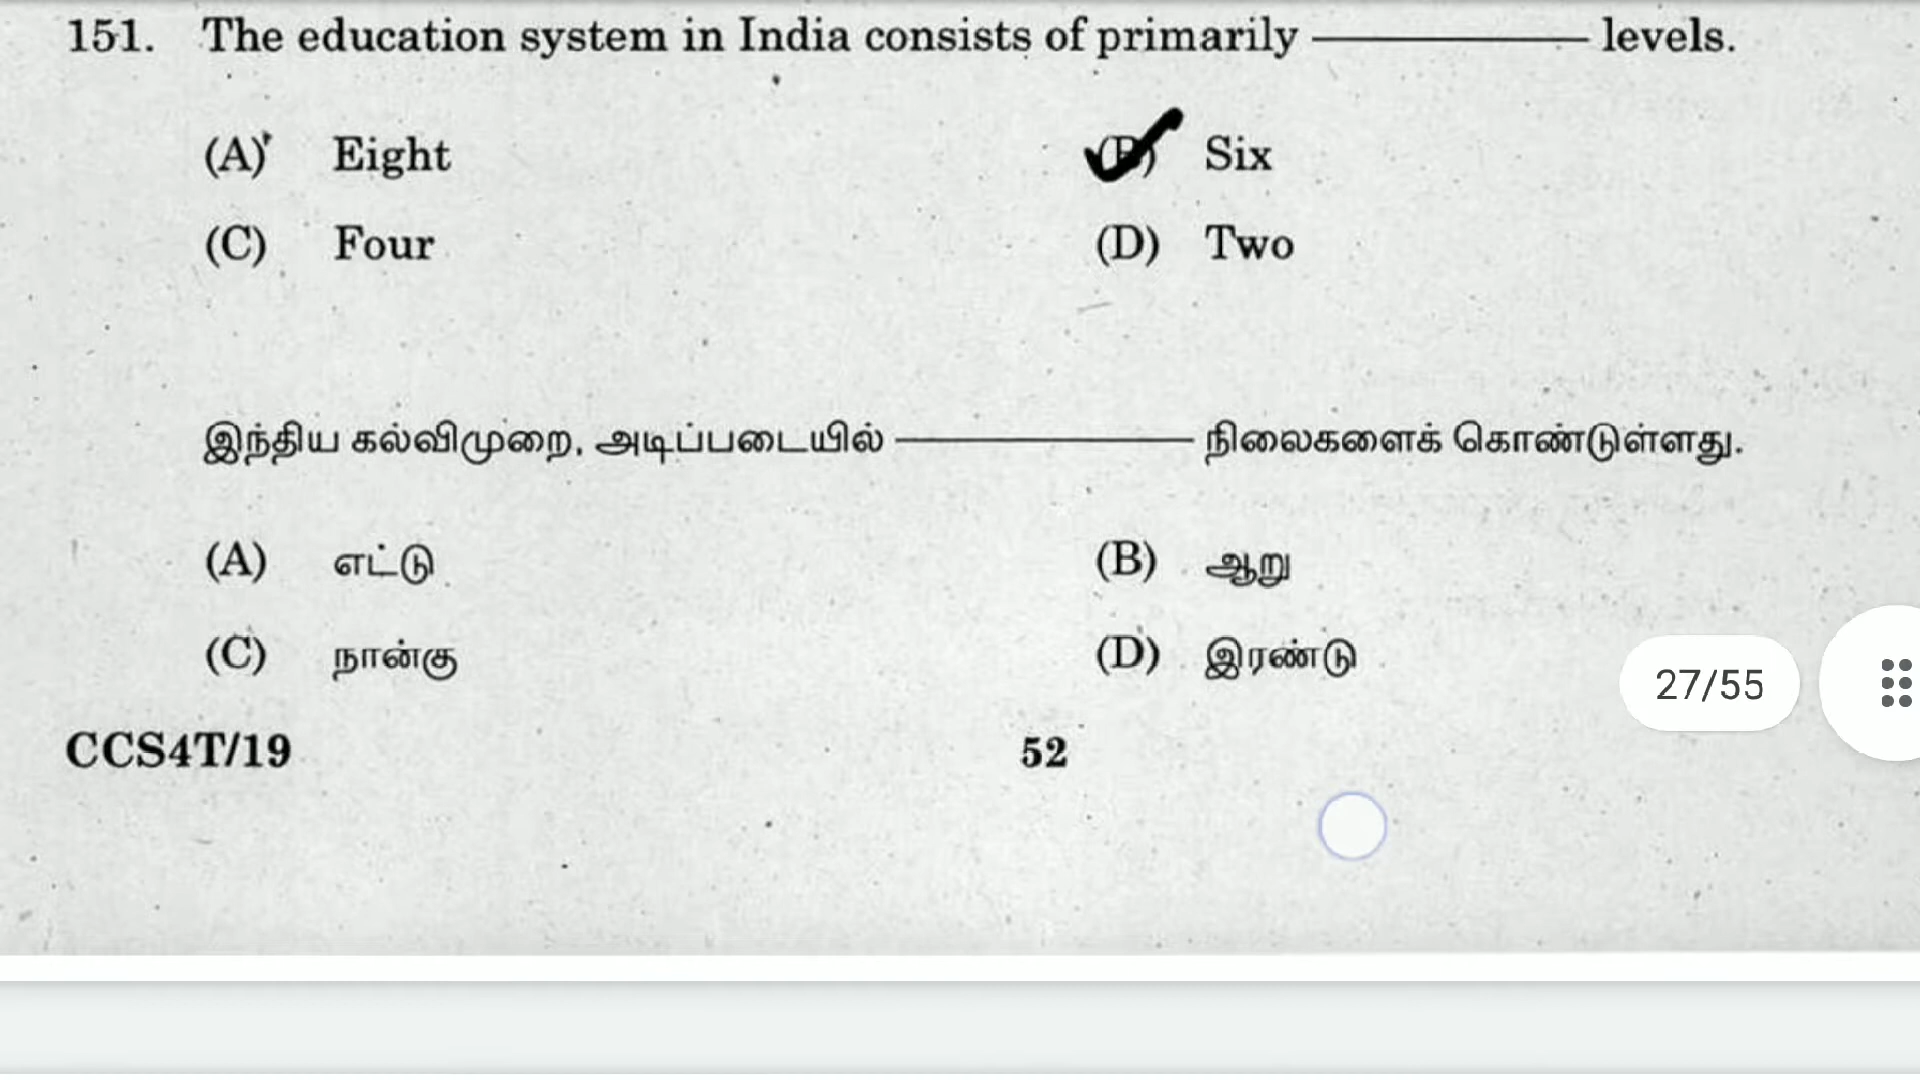 151. The education system in India consists of primarily ———— levels.
(A) Eight (B) Six
(C) Four (D) Two
இந்திய கல்விமுறை, அடிப்படையில் ———— நிலைகளைக் கொண்டுள்ளது.
(A) எட்டு (B) ஆறு
(C) நான்கு (D) இரண்டு
27/55
CCS4T/19 52